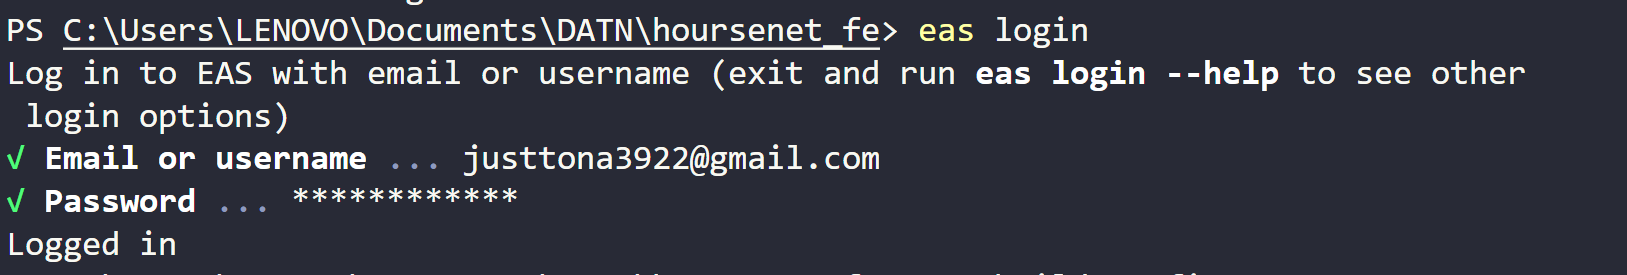 PS C:\Users\LENOVO\Documents\DATN\hoursenet_fe> eas login
Log in to EAS with email or username (exit and run eas login --help to see other
 login options)
√ Email or username ... justtona3922@gmail.com
√ Password ... ************
Logged in